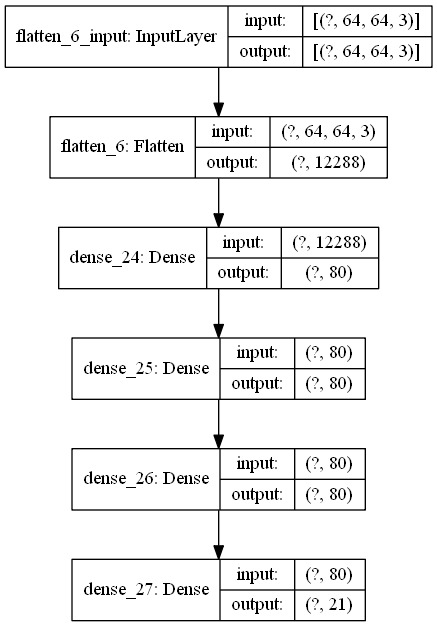 flatten_6_input: InputLayer
input: [(?, 64, 64, 3)]
output: [(?, 64, 64, 3)]
flatten_6: Flatten
input: (?, 64, 64, 3)
output: (?, 12288)
dense_24: Dense
input: (?, 12288)
output: (?, 80)
dense_25: Dense
input: (?, 80)
output: (?, 80)
dense_26: Dense
input: (?, 80)
output: (?, 80)
dense_27: Dense
input: (?, 80)
output: (?, 21)